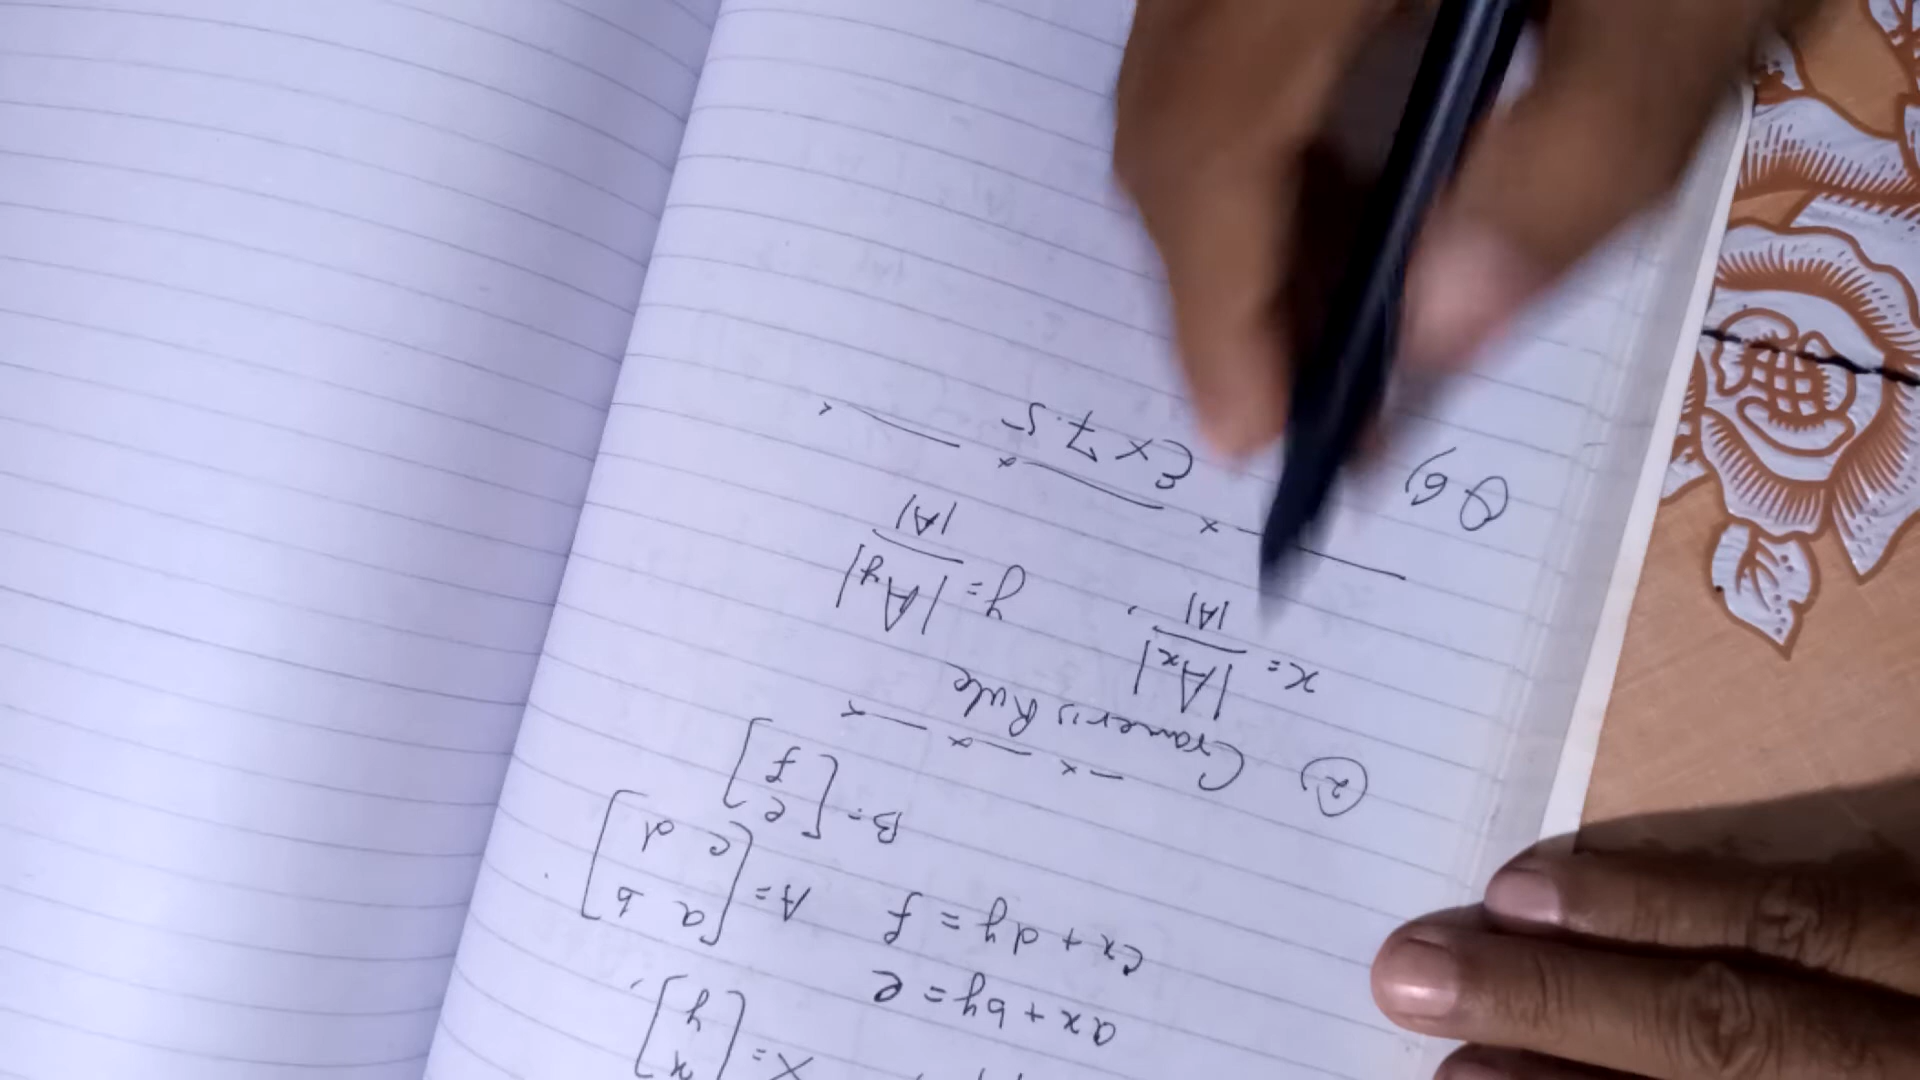 X = [x y]
ax + by = e
cx + dy = f A = [a b c d]
B = [e f]
② Cramer's Rule
x = |Ax| / |A| , y = |Ay| / |A|
Q6) Ex 7.5